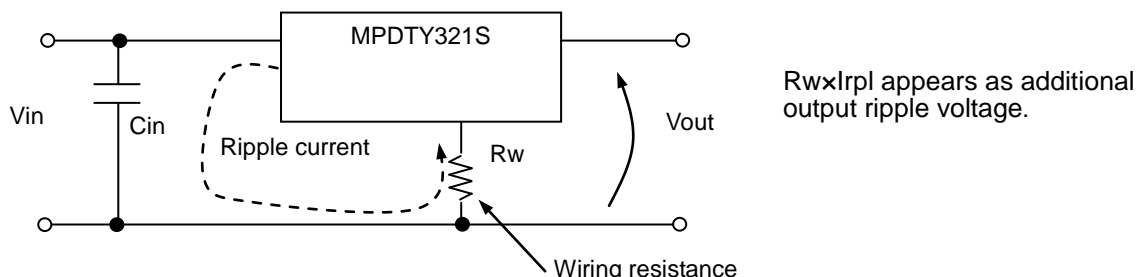 MPDTY321S
Rw×Irpl appears as additional
output ripple voltage.
Vin
Cin
Vout
Ripple current
Rw
Wiring resistance